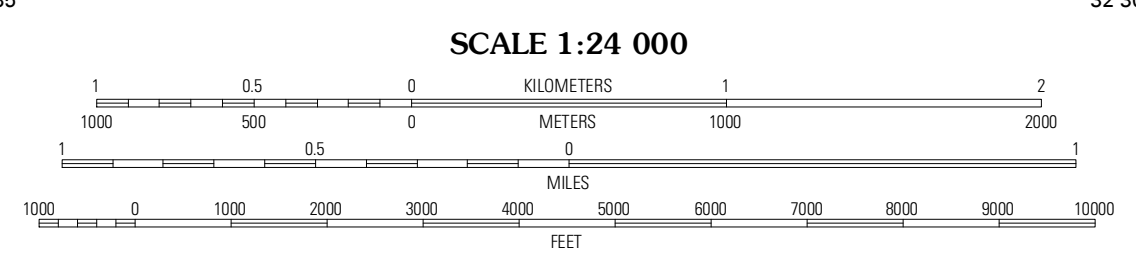 SCALE 1:24 000
1 0.5 0 KILOMETERS 1 2
1000 500 0 METERS 1000 2000
1 0.5 0 1
MILES
1000 0 1000 2000 3000 4000 5000 6000 7000 8000 9000 10000
FEET